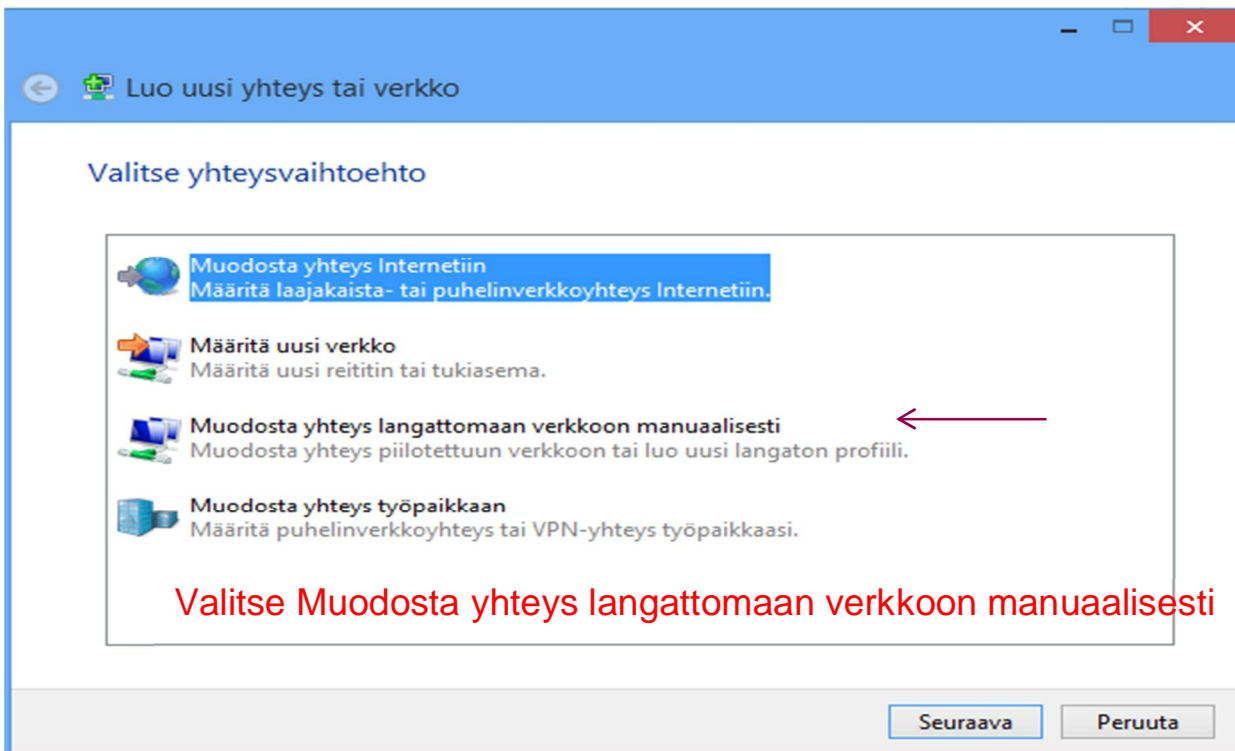 Luo uusi yhteys tai verkko
Valitse yhteysvaihtoehto
Muodosta yhteys Internetiin
Määritä laajakaista- tai puhelinverkkoyhteys Internetiin.
Määritä uusi verkko
Määritä uusi reititin tai tukiasema.
Muodosta yhteys langattomaan verkkoon manuaalisesti
Muodosta yhteys piilotettuun verkkoon tai luo uusi langaton profiili.
Muodosta yhteys työpaikkaan
Määritä puhelinverkkoyhteys tai VPN-yhteys työpaikkaasi.
Valitse Muodosta yhteys langattomaan verkkoon manuaalisesti
Seuraava Peruuta